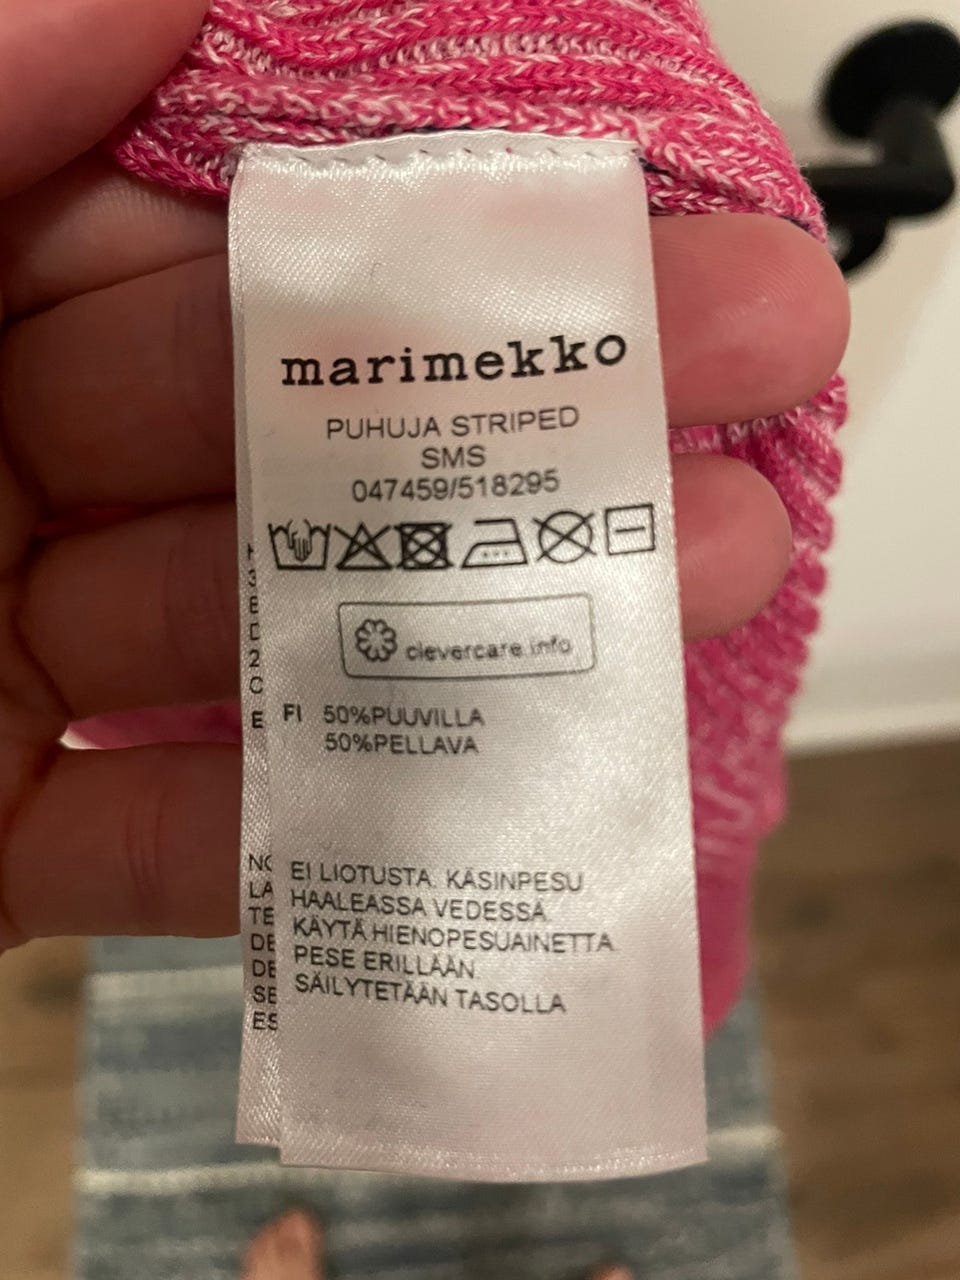 marimekko
PUHUJA STRIPED
SMS
047459/518295
clevercare.info
FI 50%PUUVILLA
50%PELLAVA
EI LIOTUSTA. KÄSINPESU
HAALEASSA VEDESSÄ.
KÄYTÄ HIENOPESUAINETTA.
PESE ERILLÄÄN.
SÄILYTETÄÄN TASOLLA